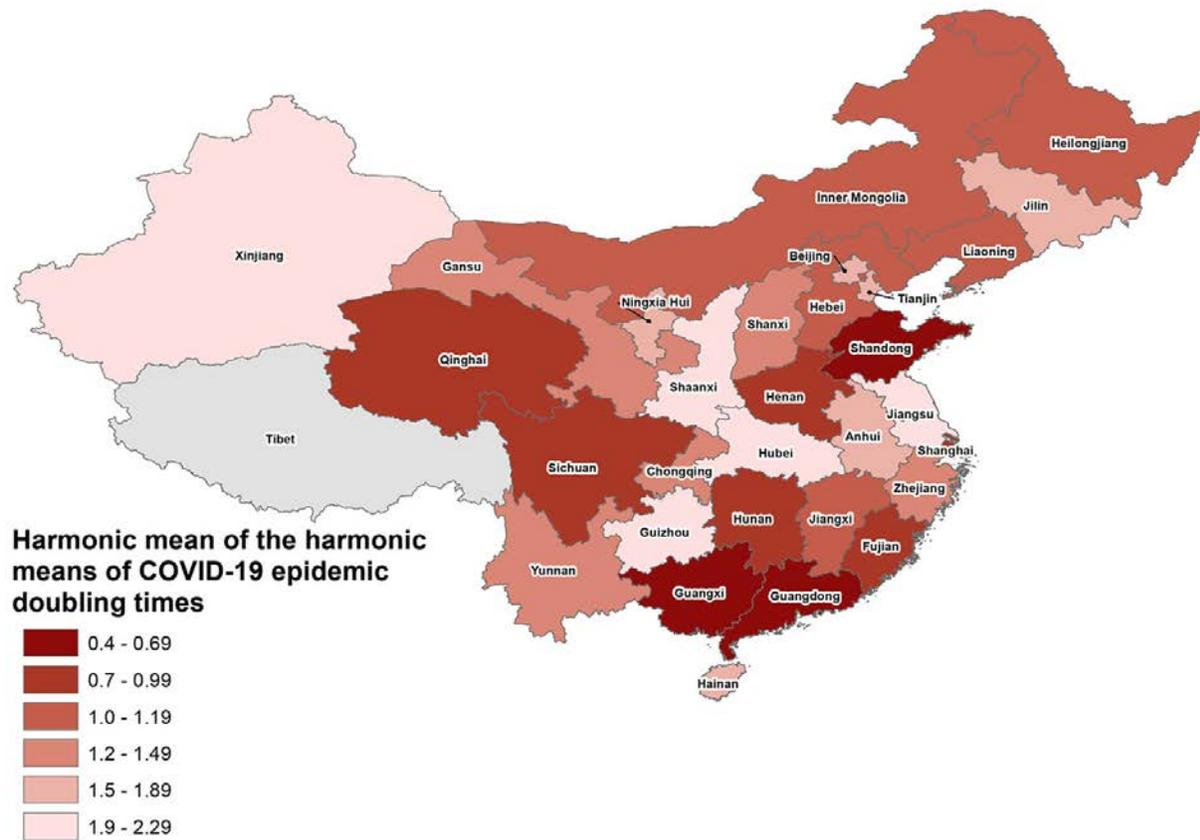 Heilongjiang
Inner Mongolia
Jilin
Xinjiang
Beijing
Liaoning
Gansu
Ningxia Hui
Tianjin
Hebei
Shanxi
Shandong
Qinghai
Shaanxi
Henan
Jiangsu
Tibet
Anhui
Hubei
Shanghai
Sichuan
Chongqing
Zhejiang
Hunan
Jiangxi
Guizhou
Fujian
Yunnan
Guangxi
Guangdong
Hainan
Harmonic mean of the harmonic
means of COVID-19 epidemic
doubling times
0.4 - 0.69
0.7 - 0.99
1.0 - 1.19
1.2 - 1.49
1.5 - 1.89
1.9 - 2.29